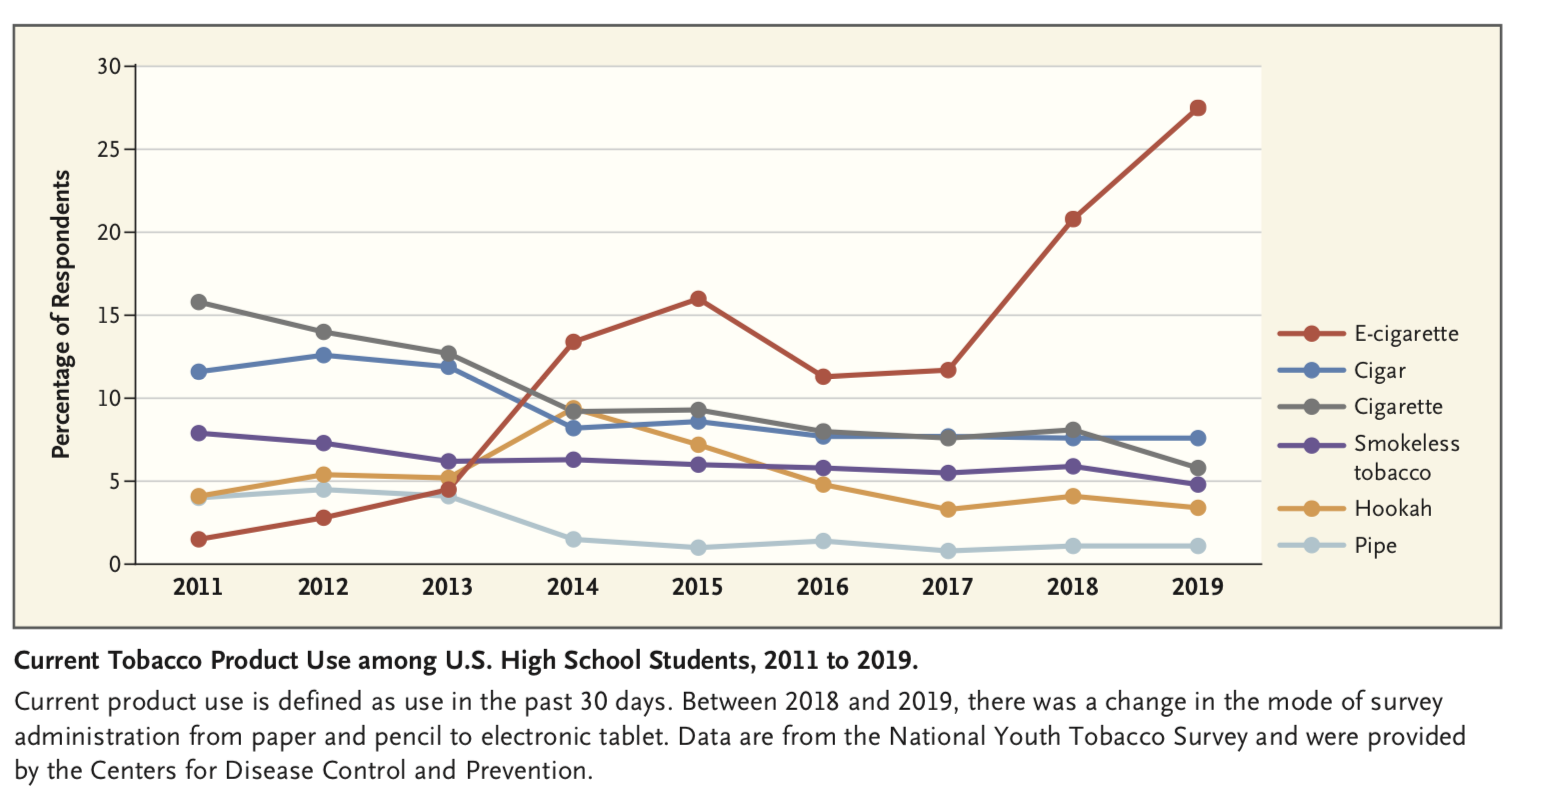 30
25
20
15
10
5
0
Percentage of Respondents
2011 2012 2013 2014 2015 2016 2017 2018 2019
E-cigarette
Cigar
Cigarette
Smokeless
tobacco
Hookah
Pipe
Current Tobacco Product Use among U.S. High School Students, 2011 to 2019.
Current product use is defined as use in the past 30 days. Between 2018 and 2019, there was a change in the mode of survey
administration from paper and pencil to electronic tablet. Data are from the National Youth Tobacco Survey and were provided
by the Centers for Disease Control and Prevention.